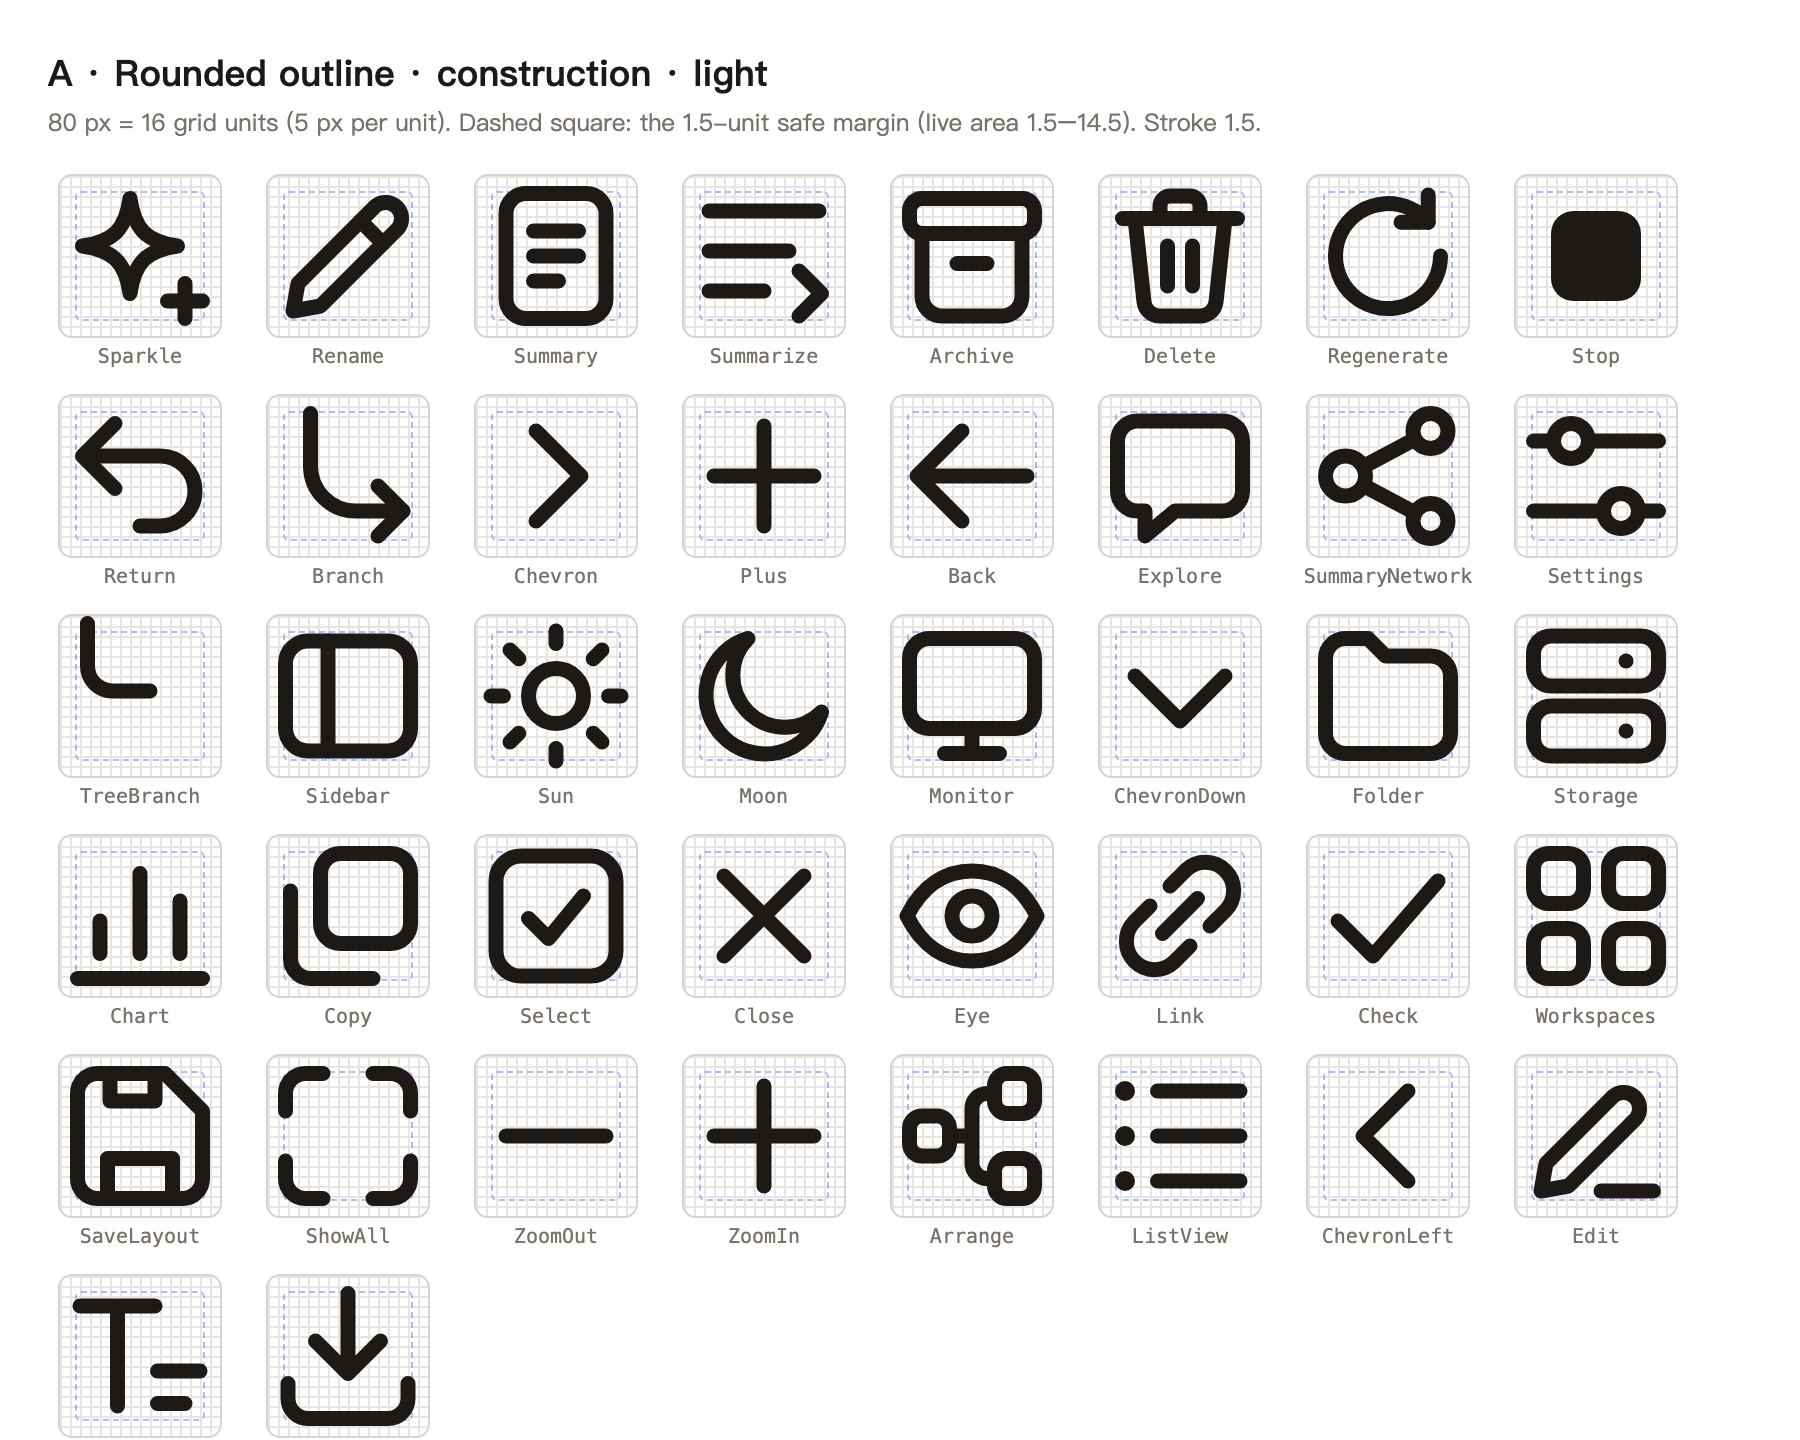 A · Rounded outline · construction · light
80 px = 16 grid units (5 px per unit). Dashed square: the 1.5–unit safe margin (live area 1.5—14.5). Stroke 1.5.
Sparkle Rename Summary Summarize Archive Delete Regenerate Stop
Return Branch Chevron Plus Back Explore SummaryNetwork Settings
TreeBranch Sidebar Sun Moon Monitor ChevronDown Folder Storage
Chart Copy Select Close Eye Link Check Workspaces
SaveLayout ShowAll ZoomOut ZoomIn Arrange ListView ChevronLeft Edit